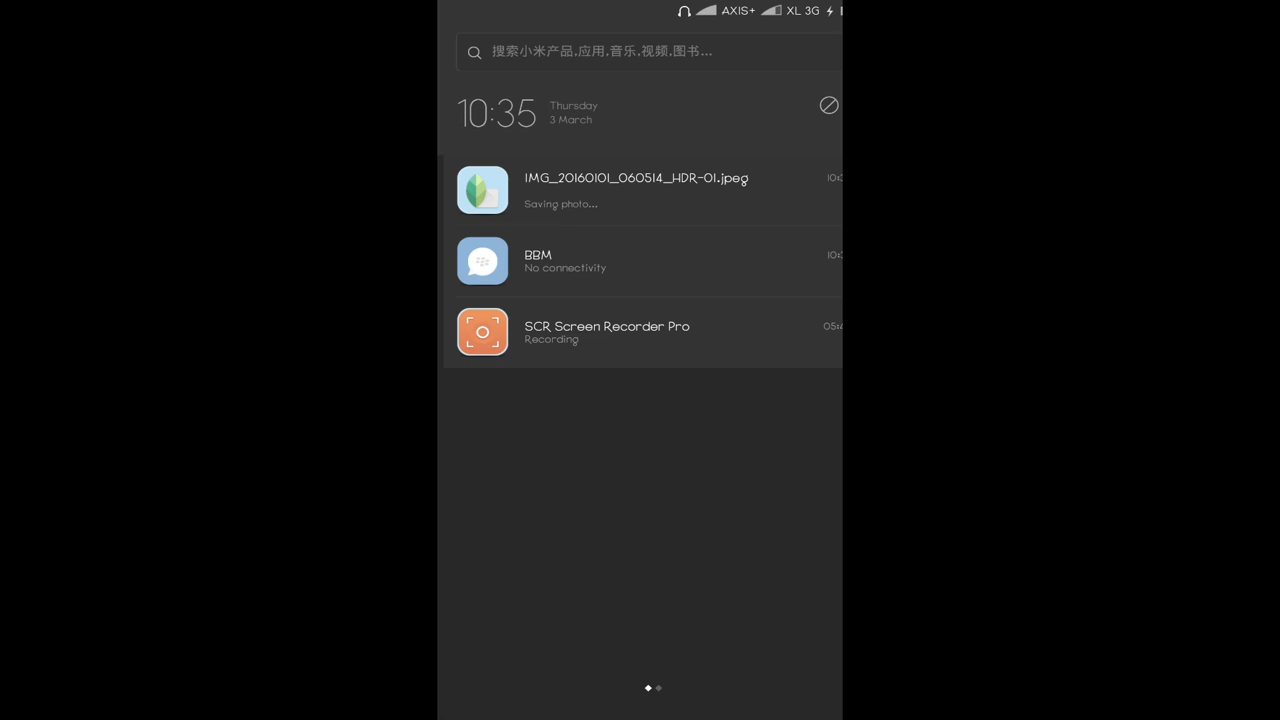 AXIS+ XL 3G
搜索小米产品,应用,音乐,视频,图书...
10:35
Thursday
3 March
IMG_20160101_060514_HDR-01.jpeg
Saving photo...
BBM
No connectivity
SCR Screen Recorder Pro
Recording